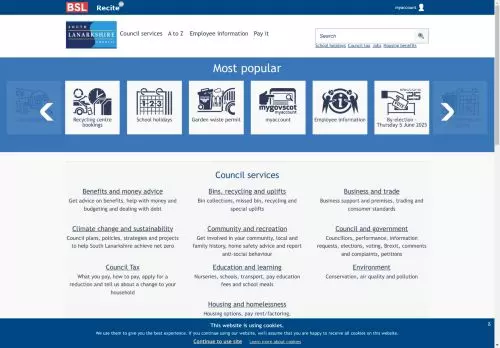 BSL Recite myaccount
SOUTH LANARKSHIRE COUNCIL
Council services A to Z Employee information Pay it
Search
School holidays Council tax Jobs Housing benefits
Most popular
Recycling centre bookings
School holidays
Garden waste permit
mygovscot myaccount
myaccount
Employee information
25
By-election
Thursday 5 June 2025
Council services
Benefits and money advice
Get advice on benefits, help with money and
budgeting and dealing with debt
Bins, recycling and uplifts
Bin collections, missed bin, recycling and
special uplifts
Business and trade
Business support and premises, trading and
consumer standards
Climate change and sustainability
Council plans, policies, strategies and projects
to help South Lanarkshire achieve net zero
Community and recreation
Get involved in your community, local and
family history, home safety advice and report
anti-social behaviour
Council and government
Councillors, performance, information
requests, elections, voting, Brexit, comments
and complaints, petitions
Council Tax
What you pay, how to pay, apply for a
reduction and tell us about a change to your
household
Education and learning
Nurseries, schools, transport, pay education
fees and school meals
Environment
Conservation, air quality and pollution
Housing and homelessness
Housing options, pay rent/factoring,
This website is using cookies. x
We use them to give you the best experience. If you continue using our website, we'll assume that you are happy to receive all cookies on this website.
Continue to use site Learn more about cookies